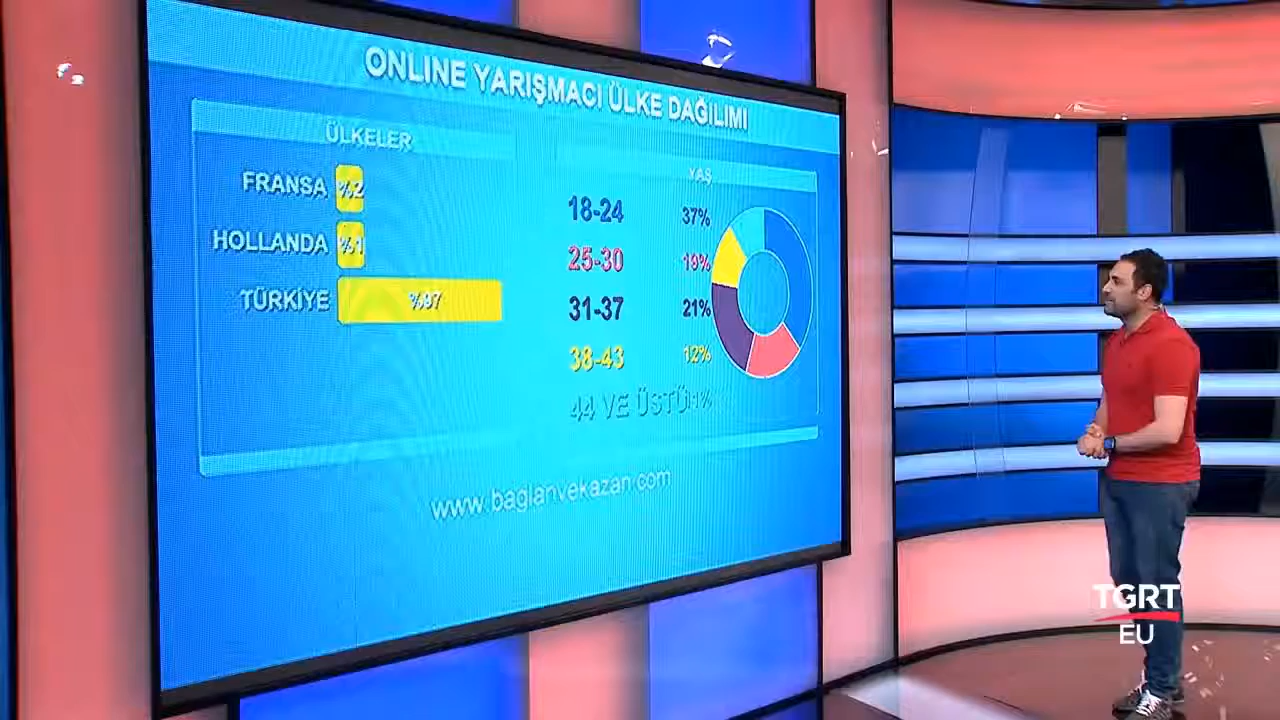 ONLINE YARIŞMACI ÜLKE DAĞILIMI
ÜLKELER
FRANSA %2
HOLLANDA %1
TÜRKİYE %97
YAŞ
18-24 37%
25-30 19%
31-37 21%
38-43 12%
44 VE ÜSTÜ
www.baglanvekazan.com
TGRT
EU